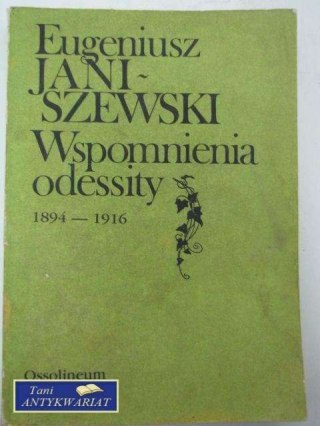 Eugeniusz
JANI-
SZEWSKI
Wspomnienia
odessity
1894 — 1916
Ossolineum
Tani
ANTYKWARIAT